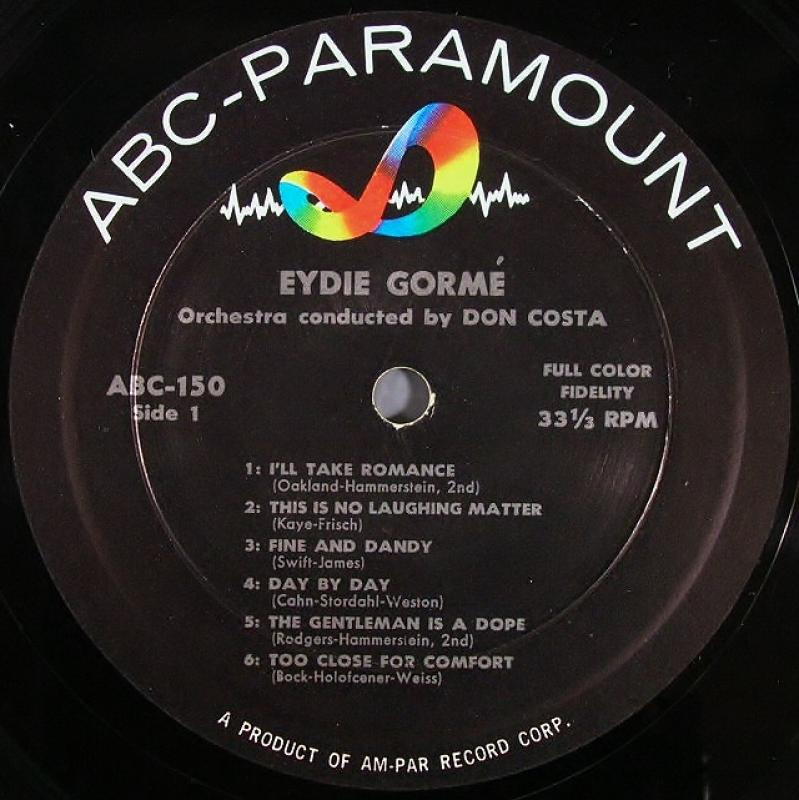 ABC-PARAMOUNT
EYDIE GORMÉ
Orchestra conducted by DON COSTA
ABC-150
Side 1
FULL COLOR
FIDELITY
33⅓ RPM
1: I'LL TAKE ROMANCE
(Oakland-Hammerstein, 2nd)
2: THIS IS NO LAUGHING MATTER
(Kaye-Frisch)
3: FINE AND DANDY
(Swift-James)
4: DAY BY DAY
(Cahn-Stordahl-Weston)
5: THE GENTLEMAN IS A DOPE
(Rodgers-Hammerstein, 2nd)
6: TOO CLOSE FOR COMFORT
(Bock-Holofcener-Weiss)
A PRODUCT OF AM-PAR RECORD CORP.